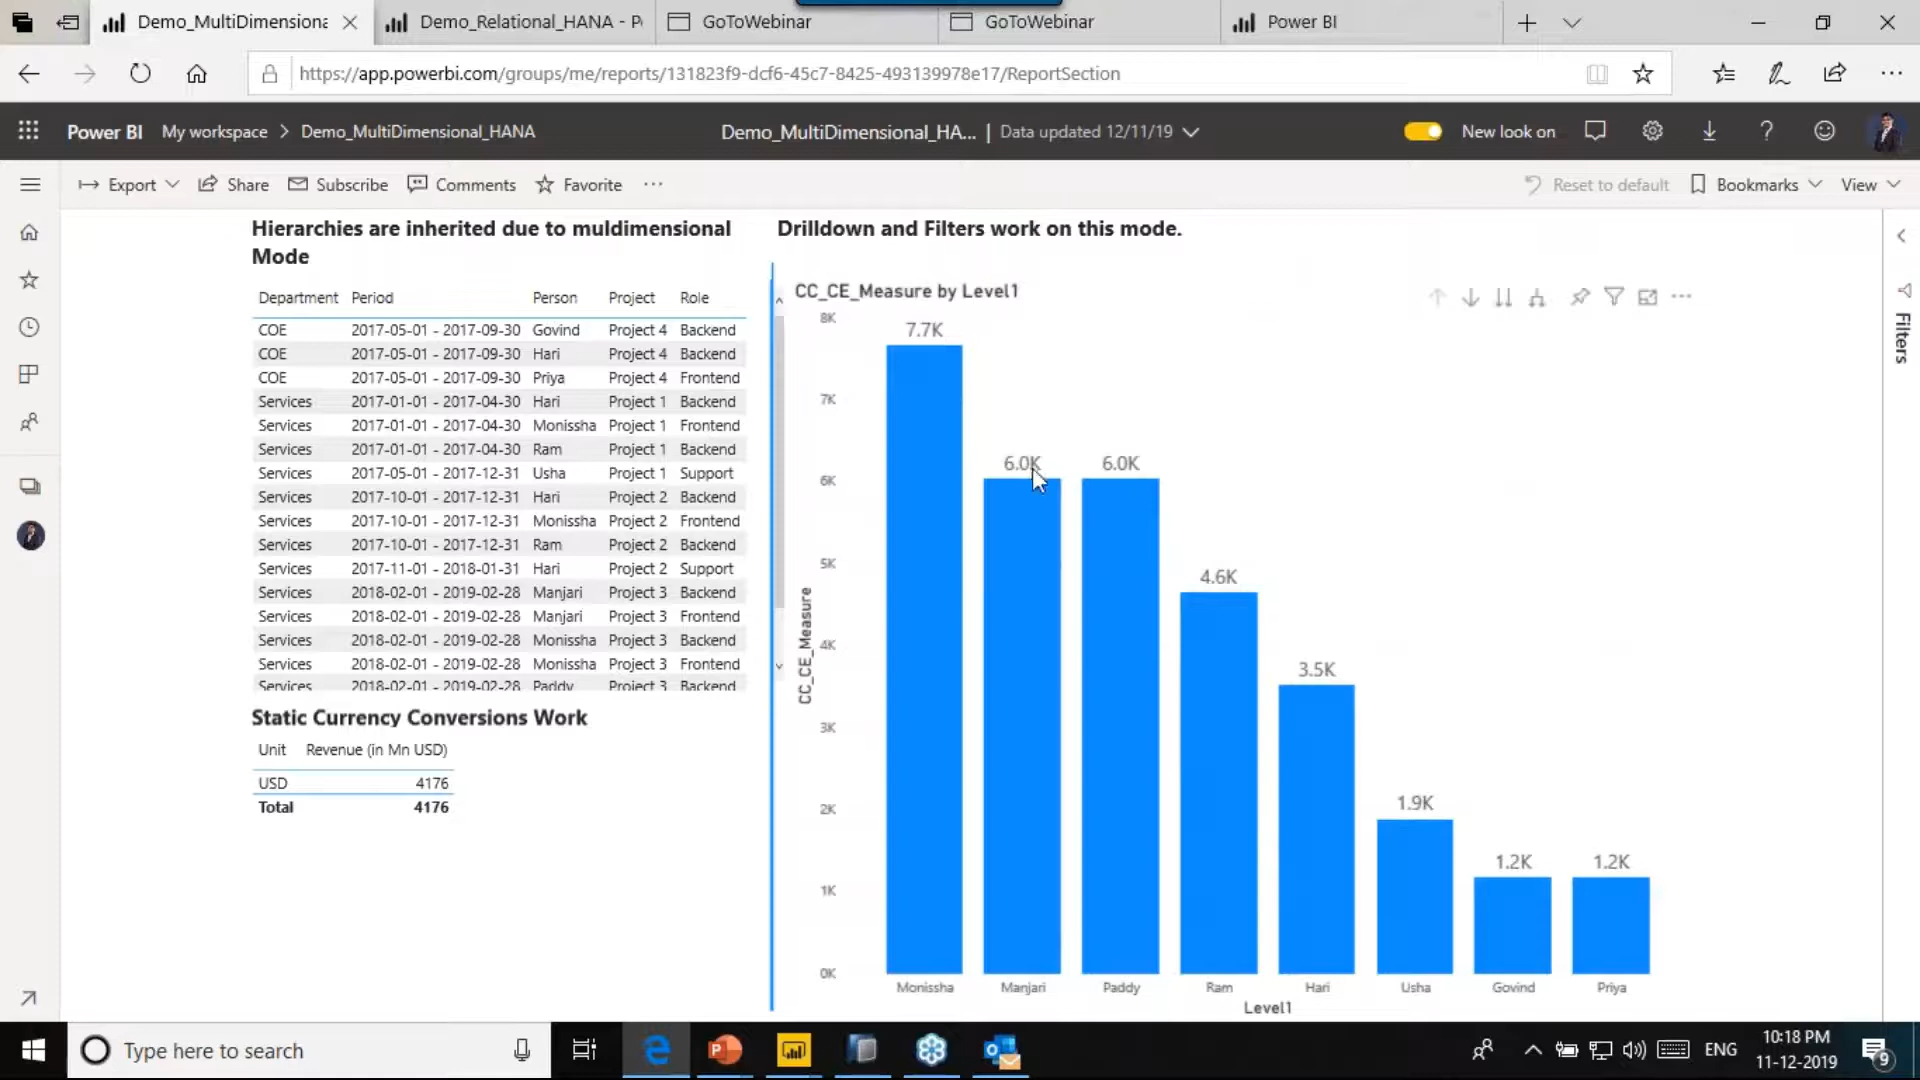 Demo_MultiDimensiona
Demo_Relational_HANA - P
GoToWebinar
GoToWebinar
Power BI
https://app.powerbi.com/groups/me/reports/131823f9-dcf6-45c7-8425-493139978e17/ReportSection
Power BI My workspace > Demo_MultiDimensional_HANA
Demo_MultiDimensional_HA... | Data updated 12/11/19
New look on
Export Share Subscribe Comments Favorite ...
Reset to default Bookmarks View
Hierarchies are inherited due to muldimensional
Mode
Department Period Person Project Role
COE 2017-05-01 - 2017-09-30 Govind Project 4 Backend
COE 2017-05-01 - 2017-09-30 Hari Project 4 Backend
COE 2017-05-01 - 2017-09-30 Priya Project 4 Frontend
Services 2017-01-01 - 2017-04-30 Hari Project 1 Backend
Services 2017-01-01 - 2017-04-30 Monissha Project 1 Frontend
Services 2017-01-01 - 2017-04-30 Ram Project 1 Backend
Services 2017-05-01 - 2017-12-31 Usha Project 1 Support
Services 2017-10-01 - 2017-12-31 Hari Project 2 Backend
Services 2017-10-01 - 2017-12-31 Monissha Project 2 Frontend
Services 2017-10-01 - 2017-12-31 Ram Project 2 Backend
Services 2017-11-01 - 2018-01-31 Hari Project 2 Support
Services 2018-02-01 - 2019-02-28 Manjari Project 3 Backend
Services 2018-02-01 - 2019-02-28 Manjari Project 3 Frontend
Services 2018-02-01 - 2019-02-28 Monissha Project 3 Backend
Services 2018-02-01 - 2019-02-28 Monissha Project 3 Frontend
Services 2018-02-01 - 2019-02-28 Paddy Project 3 Backend
Static Currency Conversions Work
Unit Revenue (in Mn USD)
USD 4176
Total 4176
Drilldown and Filters work on this mode.
CC_CE_Measure by Level1
8K
7K
6K
5K
4K
3K
2K
1K
0K
CC_CE_Measure
7.7K
6.0K
6.0K
4.6K
3.5K
1.9K
1.2K
1.2K
Monissha Manjari Paddy Ram Hari Usha Govind Priya
Level1
Filters
Type here to search
ENG
10:18 PM
11-12-2019
9